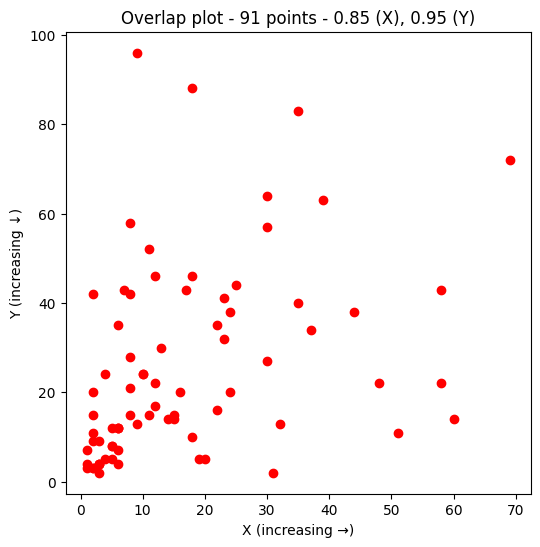 Overlap plot - 91 points - 0.85 (X), 0.95 (Y)
100
80
60
40
20
0
Y (increasing ↓)
0 10 20 30 40 50 60 70
X (increasing →)